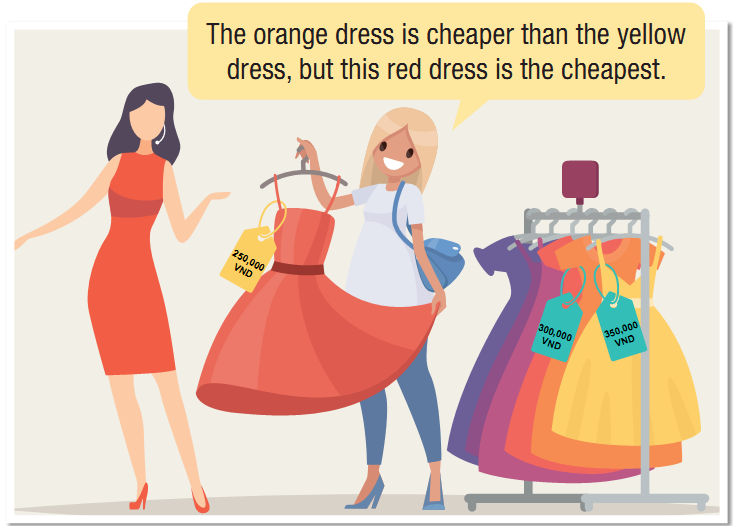 The orange dress is cheaper than the yellow
dress, but this red dress is the cheapest.
250,000
VND
300,000
VND
350,000
VND